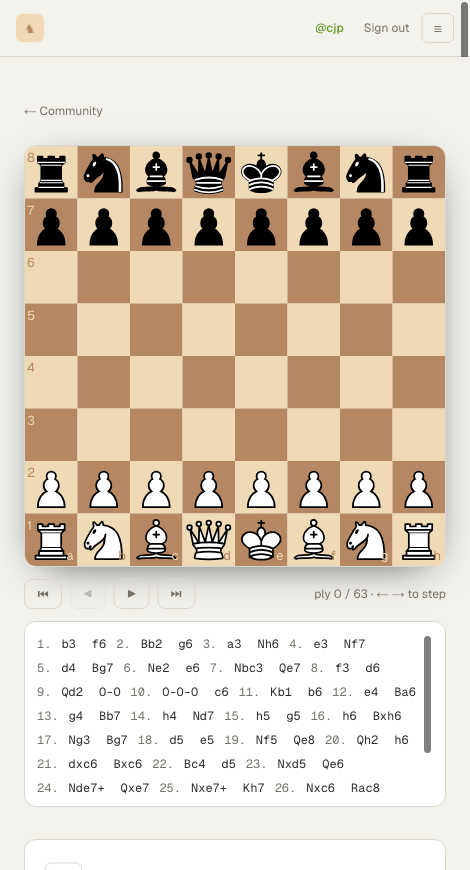 @cjp Sign out ≡
← Community
8
7
6
5
4
3
2
1
a b c d e f g h
⏮ ◀ ▶ ⏭ ply 0 / 63 · ← → to step
1. b3 f6 2. Bb2 g6 3. a3 Nh6 4. e3 Nf7
5. d4 Bg7 6. Ne2 e6 7. Nbc3 Qe7 8. f3 d6
9. Qd2 O-O 10. O-O-O c6 11. Kb1 b6 12. e4 Ba6
13. g4 Bb7 14. h4 Nd7 15. h5 g5 16. h6 Bxh6
17. Ng3 Bg7 18. d5 e5 19. Nf5 Qe8 20. Qh2 h6
21. dxc6 Bxc6 22. Bc4 d5 23. Nxd5 Qe6
24. Nde7+ Qxe7 25. Nxe7+ Kh7 26. Nxc6 Rac8